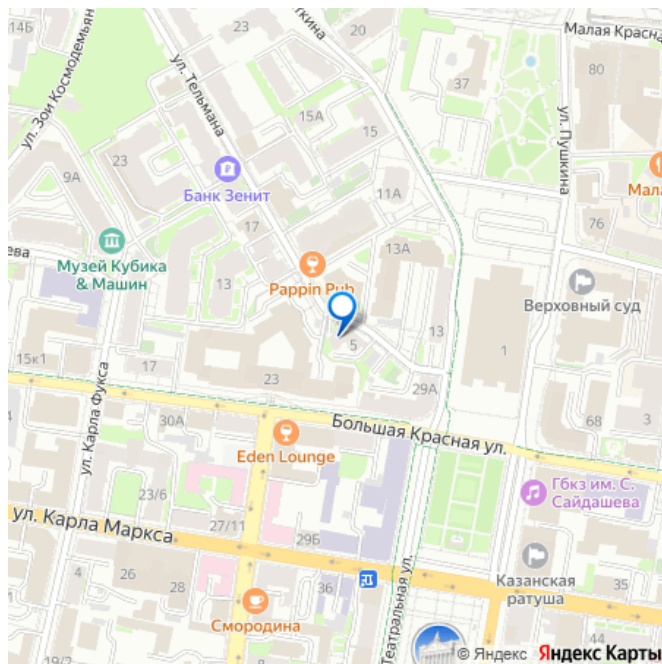 14Б
20
Малая Красна
37
80
ул. Зои Космодемьян
ул. Тельмана
15А
15
ул. Пушкина
23
9А
Банк Зенит
11А
Мала
76
17
Музей Кубика
& Машин
13
Pappin Pub
13А
Верховный суд
15к1
17
5
13
1
29А
23
ул. Карла Фукса
30А
Большая Красная ул.
68
3
Eden Lounge
23/6
Гбкз им. С.
Сайдашева
ул. Карла Маркса
27/11
29Б
4
26
28
36
Театральная ул.
Казанская
ратуша
35
Смородина
19/2
44
© Яндекс Яндекс Карты